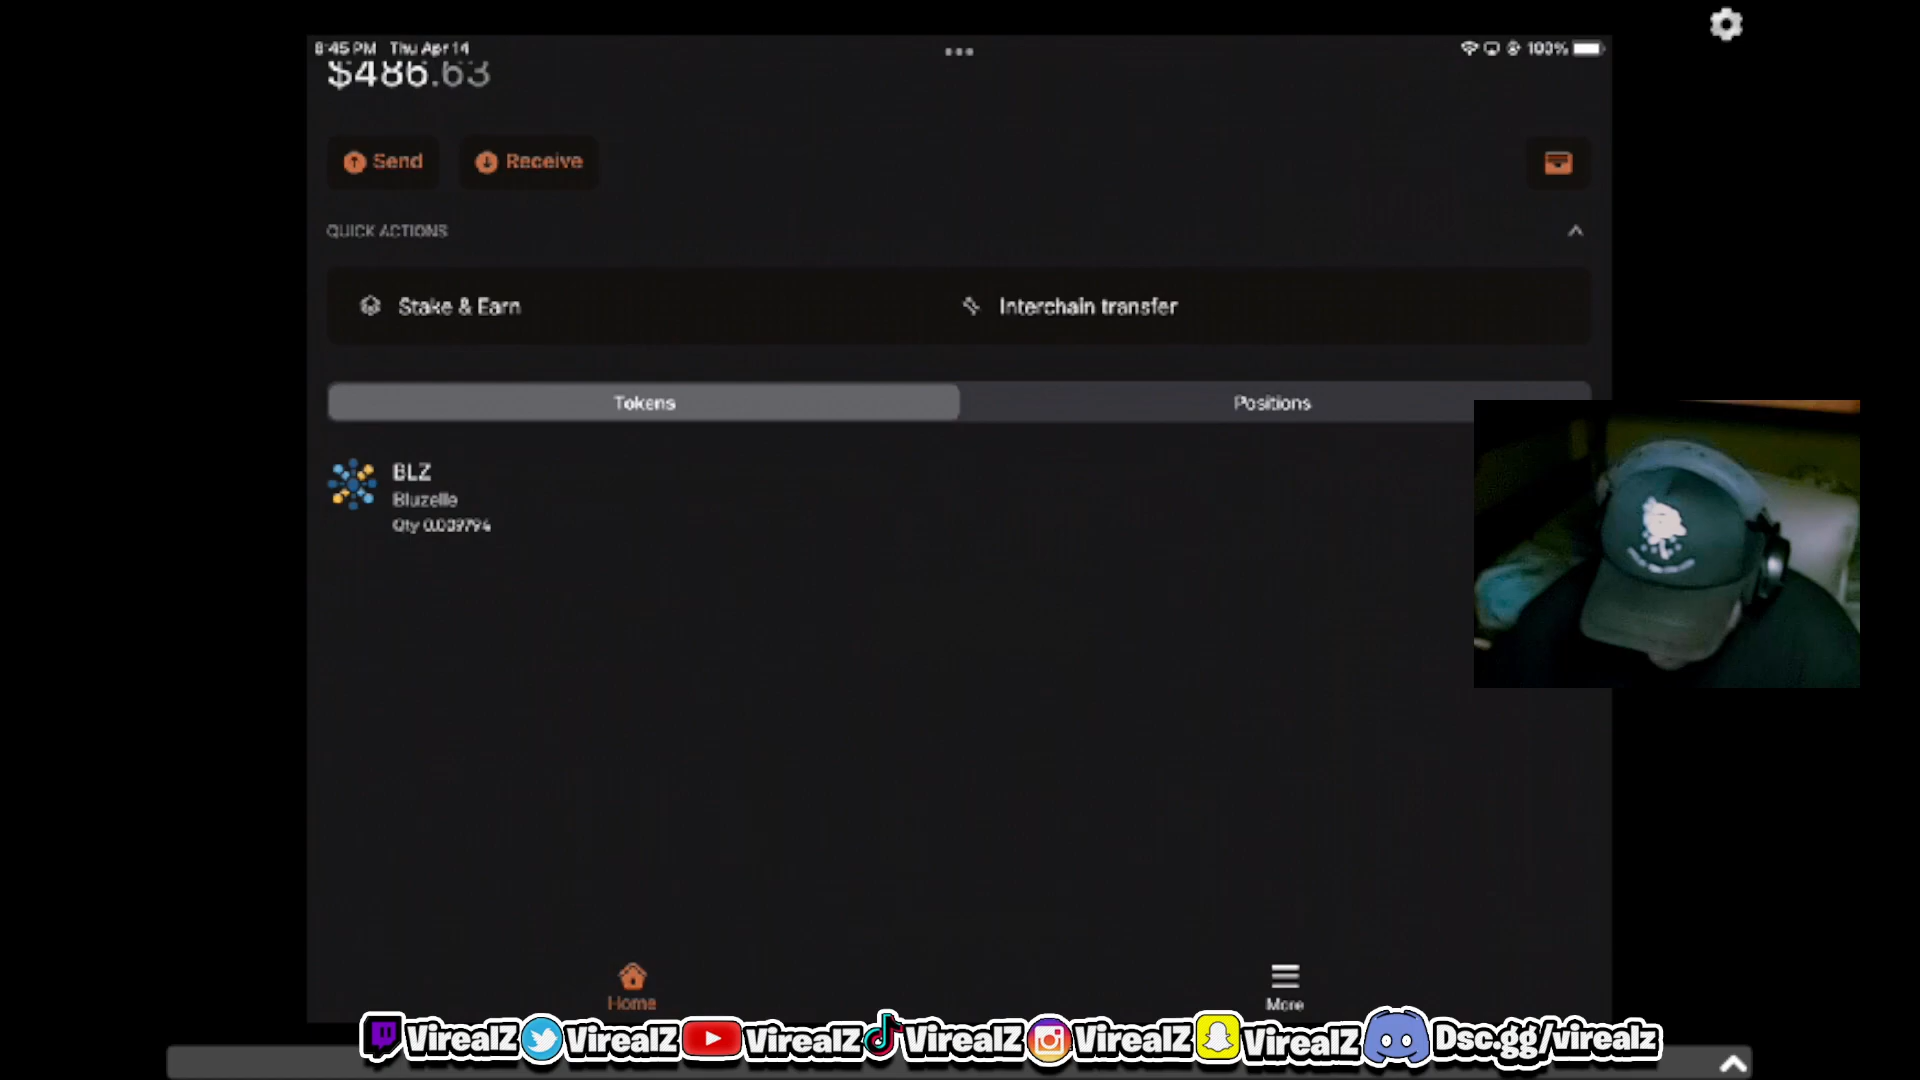 8:45 PM Thu Apr 14
100%
$486.63
Send
Receive
QUICK ACTIONS
Stake & Earn
Interchain transfer
Tokens
Positions
BLZ
Bluzelle
Qty 0.009794
Home
More
VirealZ VirealZ VirealZ VirealZ VirealZ VirealZ Dsc.gg/virealz